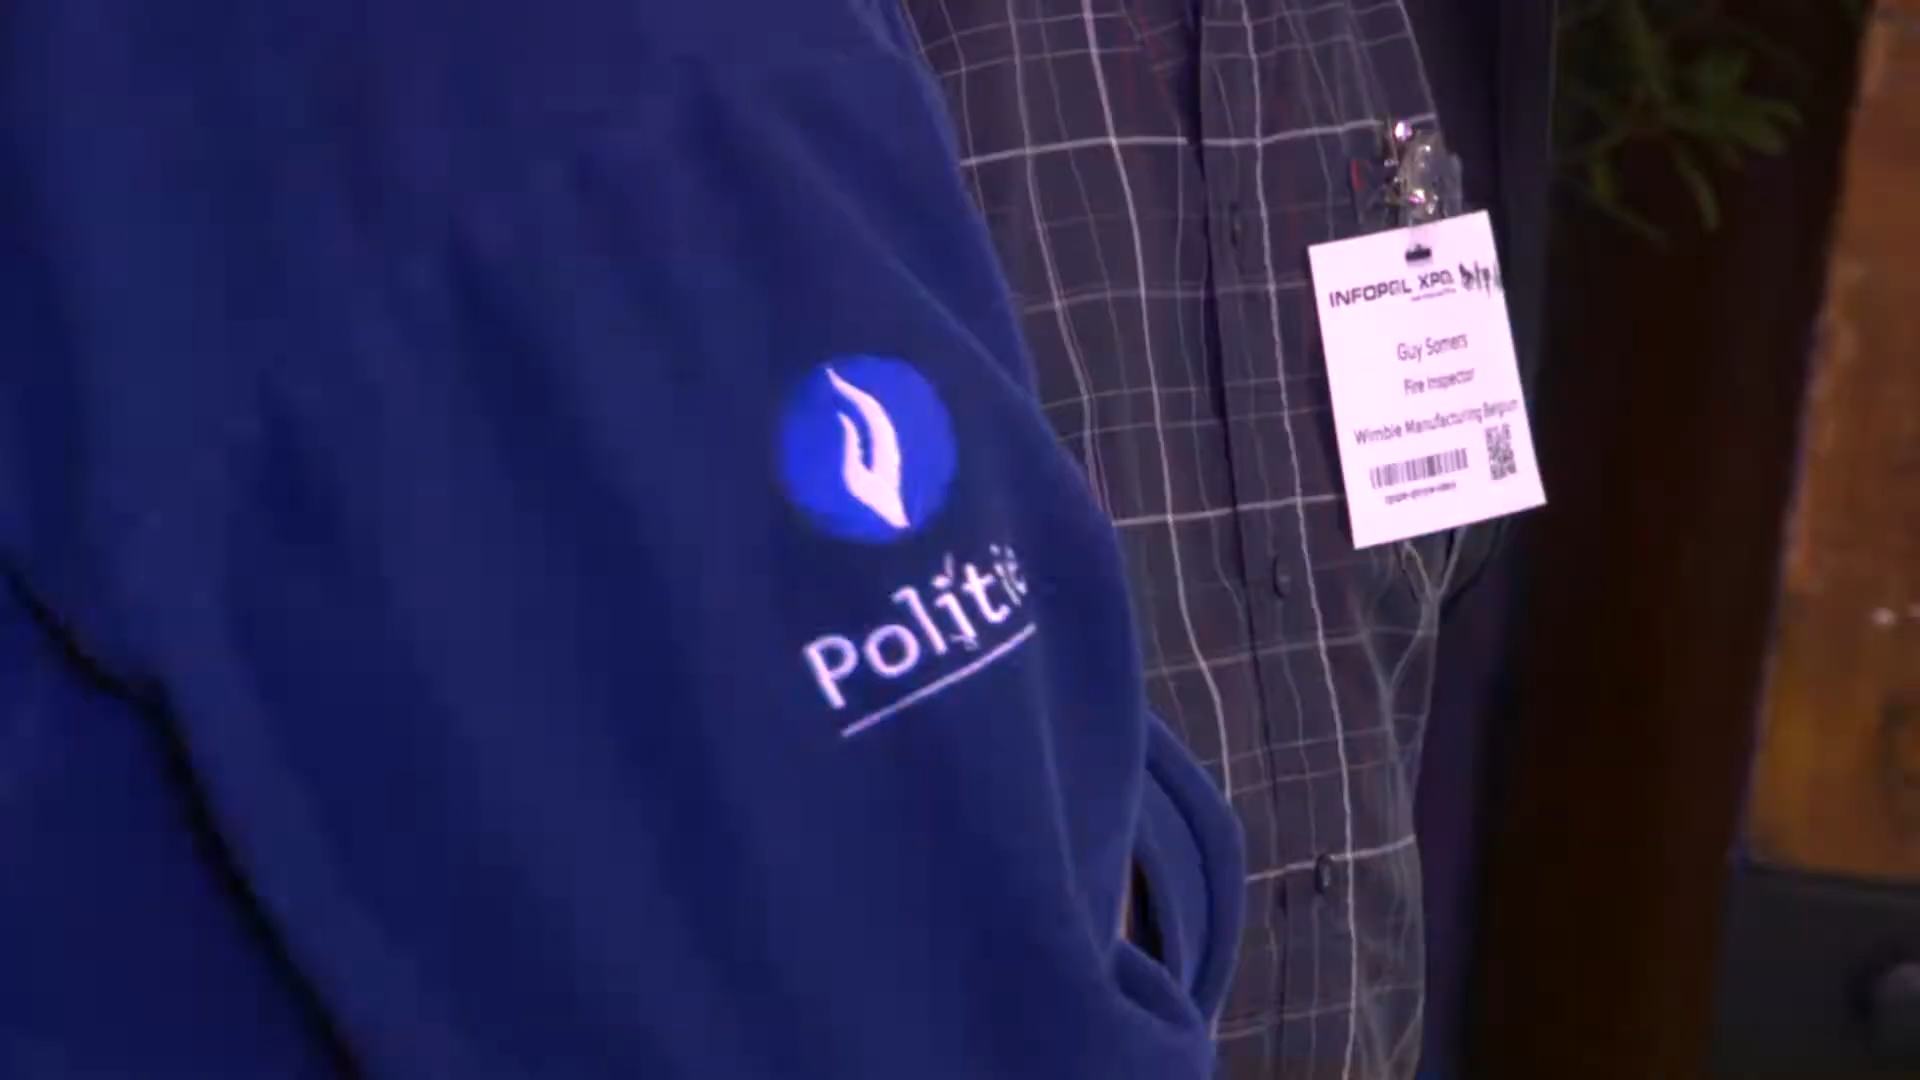 Politie
INFOPOL XPO
Guy Somers
Fire Inspector
Wimble Manufacturing Belgium